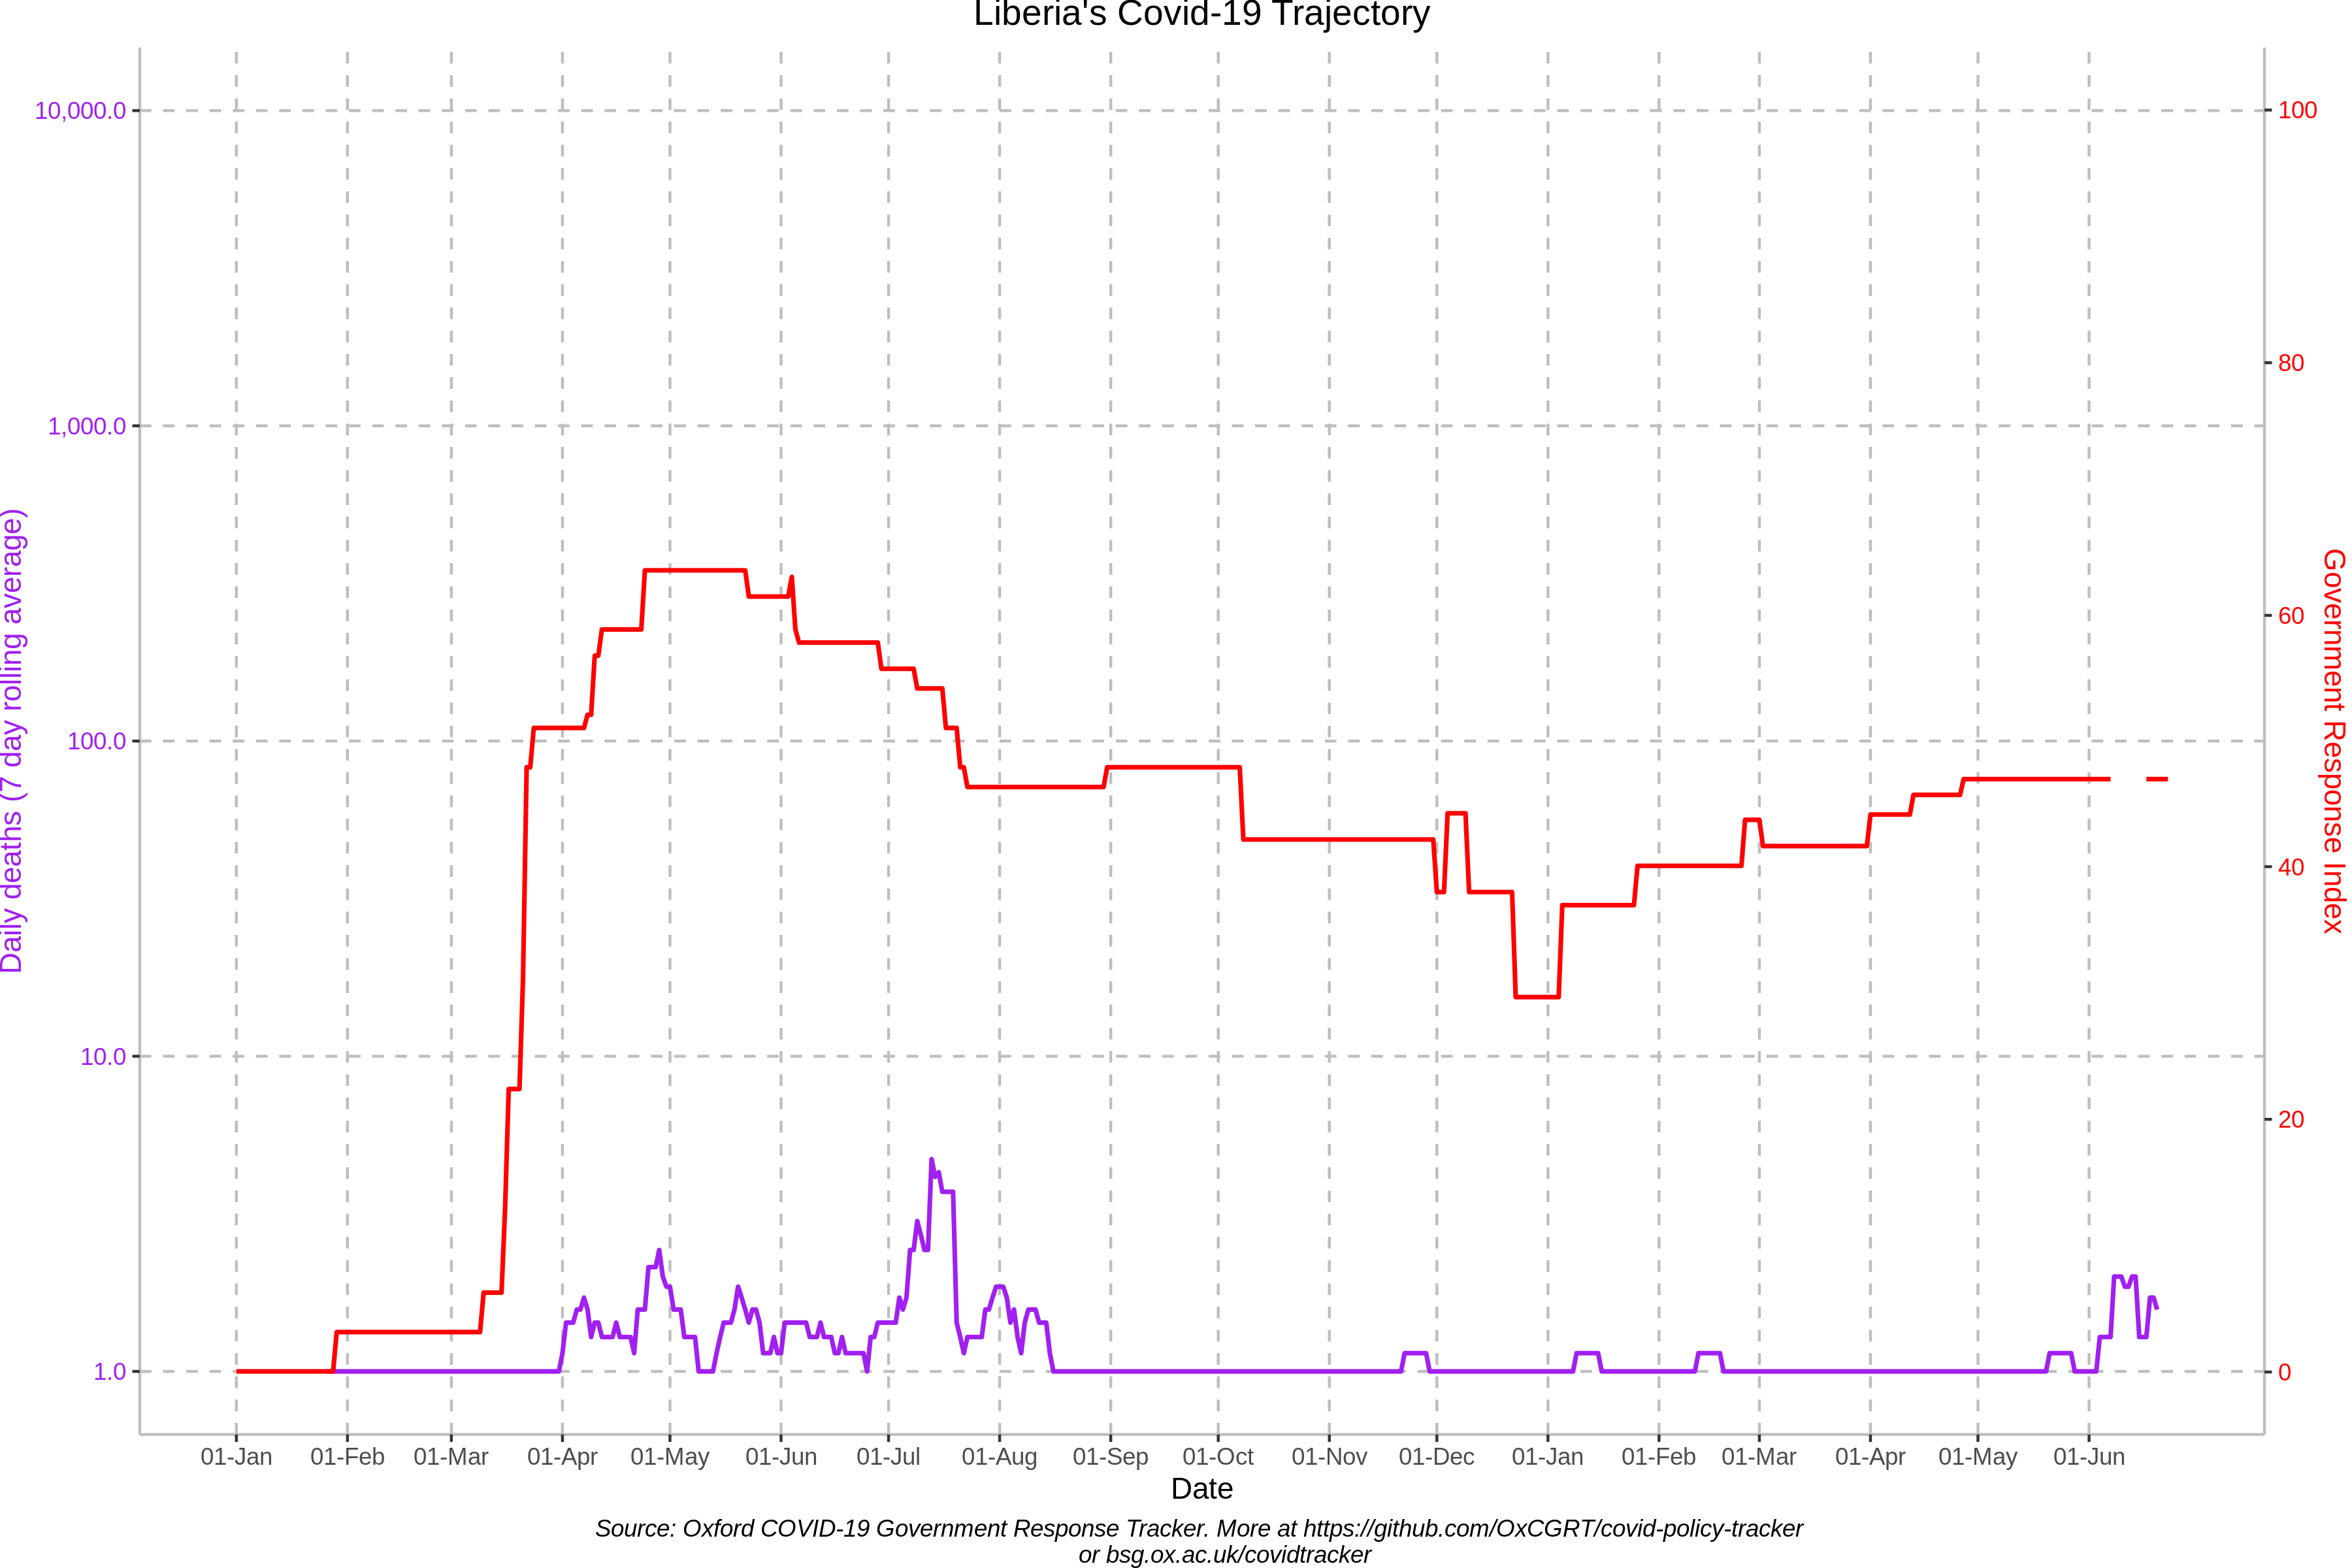 Liberia's Covid-19 Trajectory
10,000.0
1,000.0
100.0
10.0
1.0
Daily deaths (7 day rolling average)
100
80
60
40
20
0
Government Response Index
01-Jan 01-Feb 01-Mar 01-Apr 01-May 01-Jun 01-Jul 01-Aug 01-Sep 01-Oct 01-Nov 01-Dec 01-Jan 01-Feb 01-Mar 01-Apr 01-May 01-Jun
Date
Source: Oxford COVID-19 Government Response Tracker. More at https://github.com/OxCGRT/covid-policy-tracker
or bsg.ox.ac.uk/covidtracker